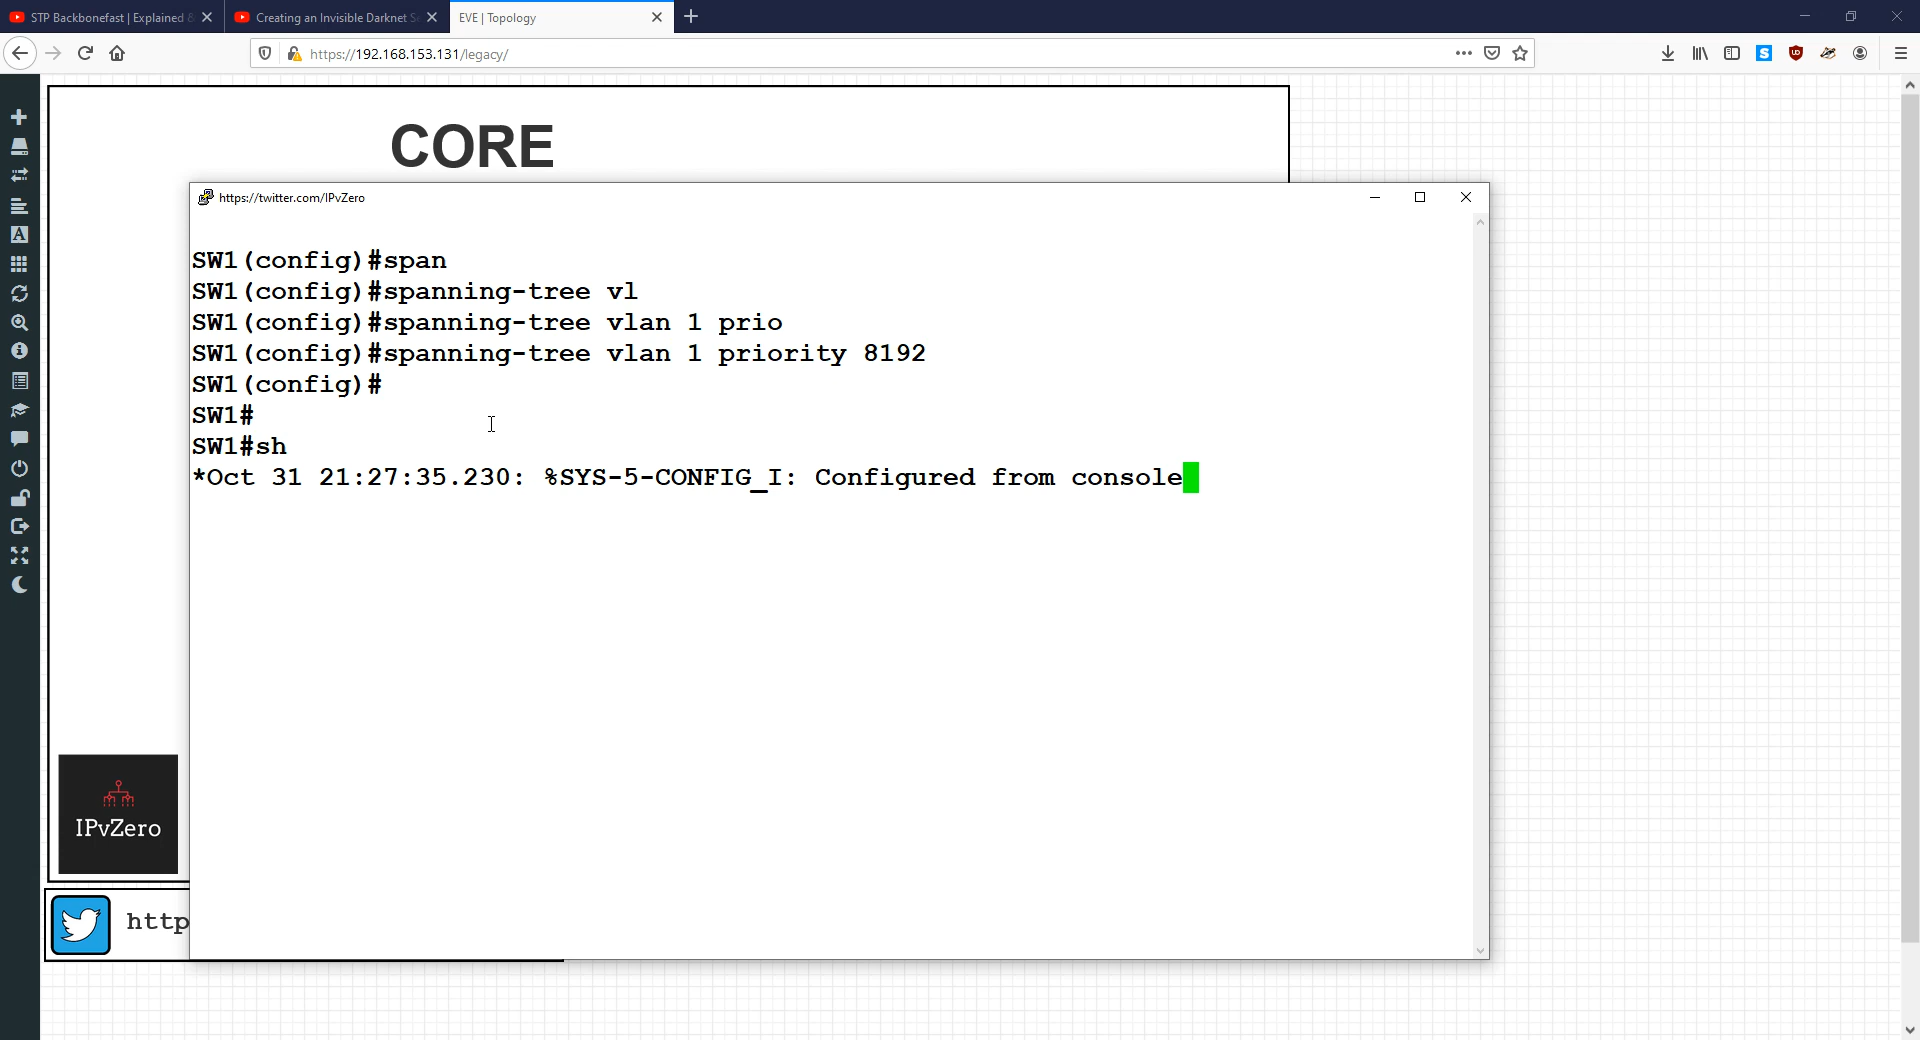 STP Backbonefast | Explained &
Creating an Invisible Darknet S
EVE | Topology
https://192.168.153.131/legacy/
CORE
https://twitter.com/IPvZero
SW1(config)#span
SW1(config)#spanning-tree vl
SW1(config)#spanning-tree vlan 1 prio
SW1(config)#spanning-tree vlan 1 priority 8192
SW1(config)#
SW1#
SW1#sh
*Oct 31 21:27:35.230: %SYS-5-CONFIG_I: Configured from console
IPvZero
http